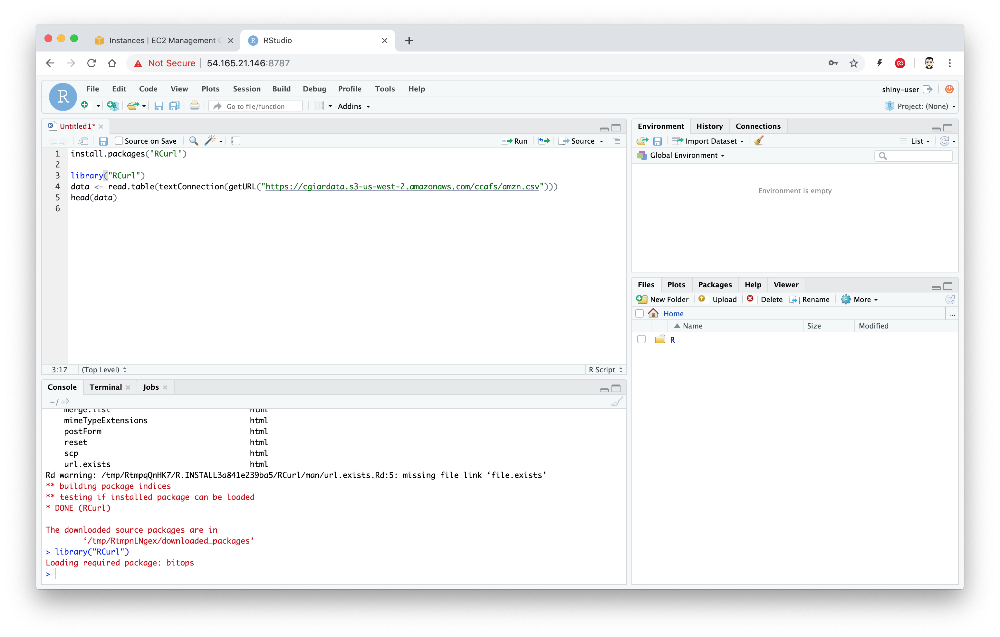 Instances | EC2 Management C
RStudio
Not Secure | 54.165.21.146:8787
R
File Edit Code View Plots Session Build Debug Profile Tools Help
shiny-user
Go to file/function
Addins
Project: (None)
Untitled1*
Source on Save
Run
Source
1 install.packages('RCurl')
2
3 library("RCurl")
4 data <- read.table(textConnection(getURL("https://cgiardata.s3-us-west-2.amazonaws.com/ccafs/amzn.csv")))
5 head(data)
6
3:17 (Top Level) R Script
Console Terminal Jobs
~/
merge.list html
mimeTypeExtensions html
postForm html
reset html
scp html
url.exists html
Rd warning: /tmp/RtmpqQnHK7/R.INSTALL3a841e239ba5/RCurl/man/url.exists.Rd:5: missing file link ‘file.exists’
** building package indices
** testing if installed package can be loaded
* DONE (RCurl)
The downloaded source packages are in
‘/tmp/RtmpnLNgex/downloaded_packages’
> library("RCurl")
Loading required package: bitops
>
Environment History Connections
Import Dataset
List
Global Environment
Environment is empty
Files Plots Packages Help Viewer
New Folder Upload Delete Rename More
Home ...
Name Size Modified
R